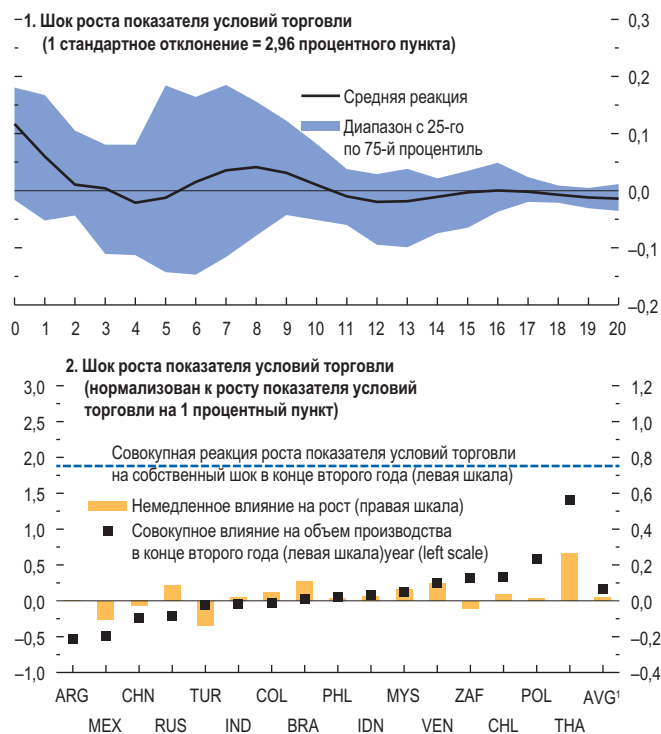 1. Шок роста показателя условий торговли
(1 стандартное отклонение = 2,96 процентного пункта)
0,3
0,2
0,1
0,0
–0,1
–0,2
Средняя реакция
Диапазон с 25-го
по 75-й процентиль
0 1 2 3 4 5 6 7 8 9 10 11 12 13 14 15 16 17 18 19 20
2. Шок роста показателя условий торговли
(нормализован к росту показателя условий
торговли на 1 процентный пункт)
3,0
2,5
2,0
1,5
1,0
0,5
0,0
–0,5
–1,0
1,2
1,0
0,8
0,6
0,4
0,2
0,0
–0,2
–0,4
Совокупная реакция роста показателя условий торговли
на собственный шок в конце второго года (левая шкала)
Немедленное влияние на рост (правая шкала)
Совокупное влияние на объем производства
в конце второго года (левая шкала)year (left scale)
ARG CHN TUR COL PHL MYS ZAF POL AVG¹
MEX RUS IND BRA IDN VEN CHL THA